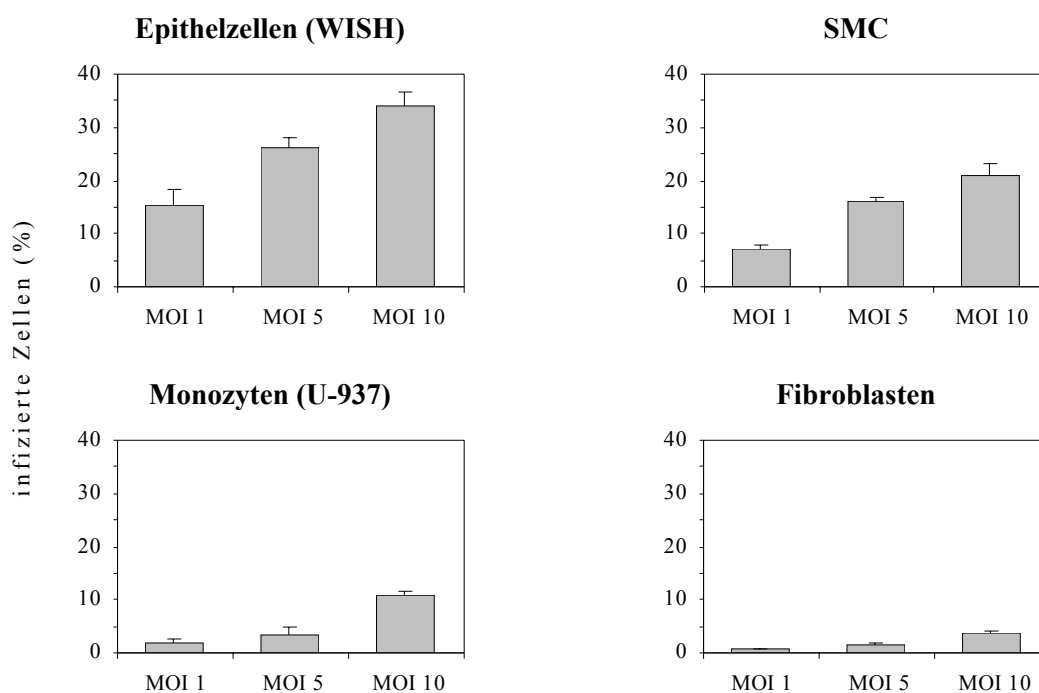 Epithelzellen (WISH)
SMC
40
30
20
10
0
MOI 1 MOI 5 MOI 10
40
30
20
10
0
MOI 1 MOI 5 MOI 10
infizierte Zellen (%)
Monozyten (U-937)
Fibroblasten
40
30
20
10
0
MOI 1 MOI 5 MOI 10
40
30
20
10
0
MOI 1 MOI 5 MOI 10